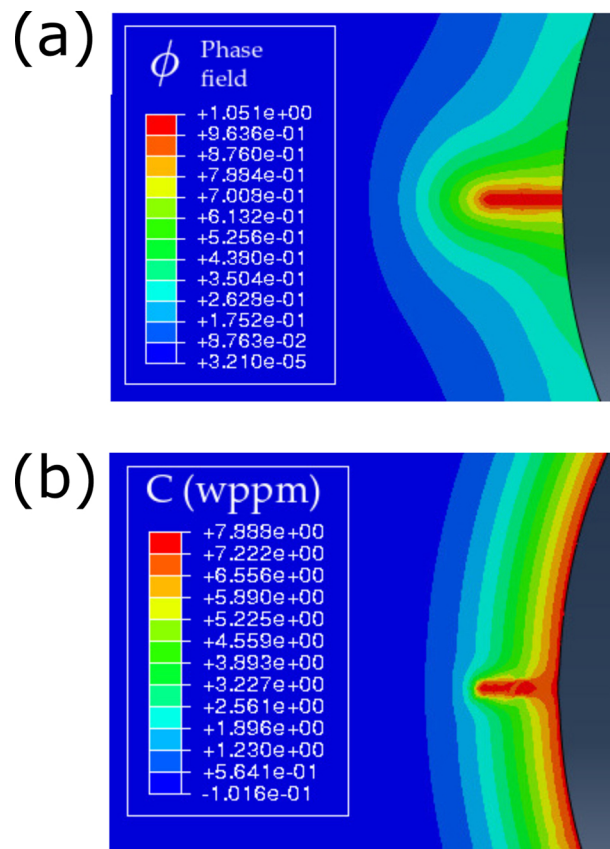 (a)
ϕ Phase
field
+1.051e+00
+9.636e-01
+8.760e-01
+7.884e-01
+7.008e-01
+6.132e-01
+5.256e-01
+4.380e-01
+3.504e-01
+2.628e-01
+1.752e-01
+8.763e-02
+3.210e-05
(b)
C (wppm)
+7.888e+00
+7.222e+00
+6.556e+00
+5.890e+00
+5.225e+00
+4.559e+00
+3.893e+00
+3.227e+00
+2.561e+00
+1.896e+00
+1.230e+00
+5.641e-01
-1.016e-01